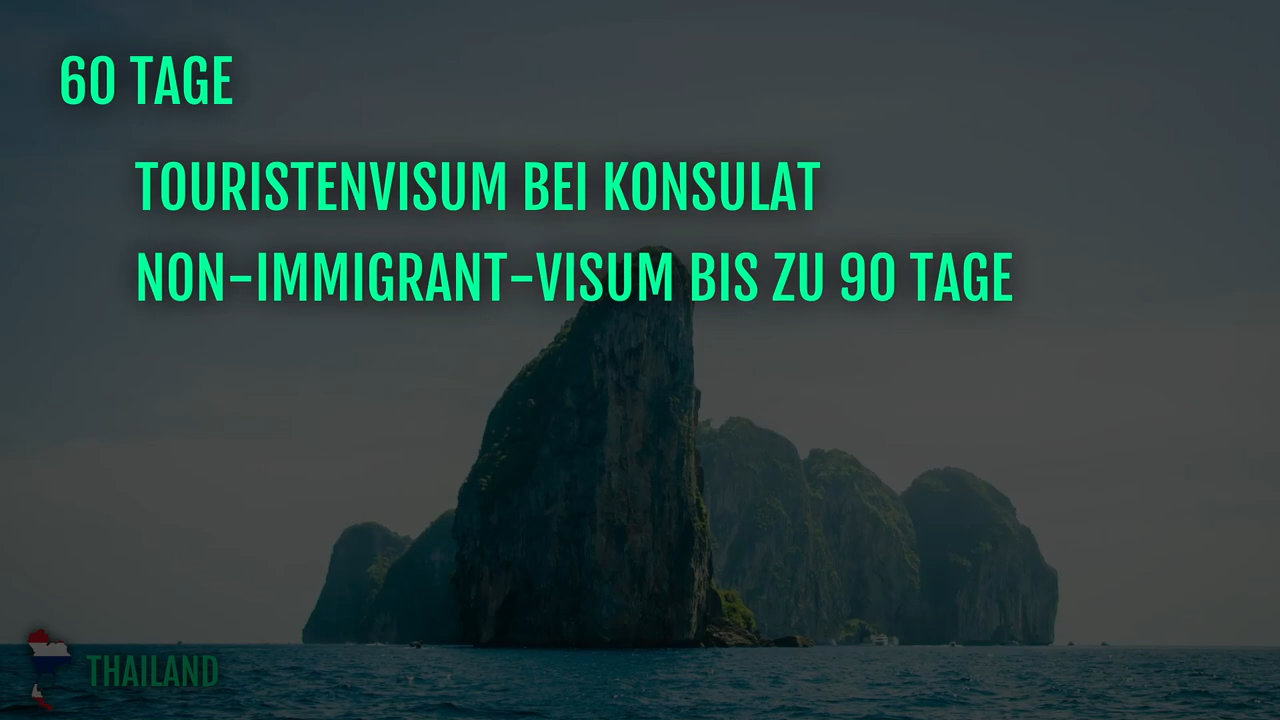 60 TAGE
TOURISTENVISUM BEI KONSULAT
NON-IMMIGRANT-VISUM BIS ZU 90 TAGE
THAILAND